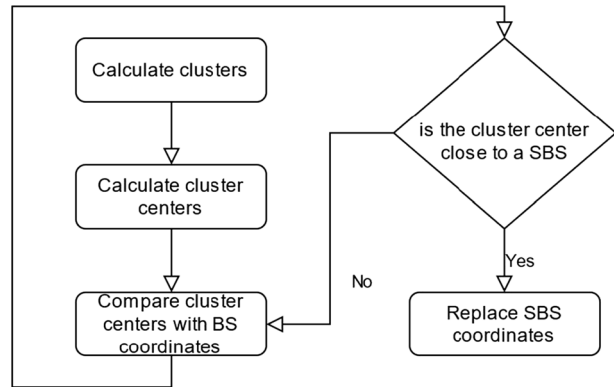 Calculate clusters
Calculate cluster
centers
Compare cluster
centers with BS
coordinates
is the cluster center
close to a SBS
No
Yes
Replace SBS
coordinates